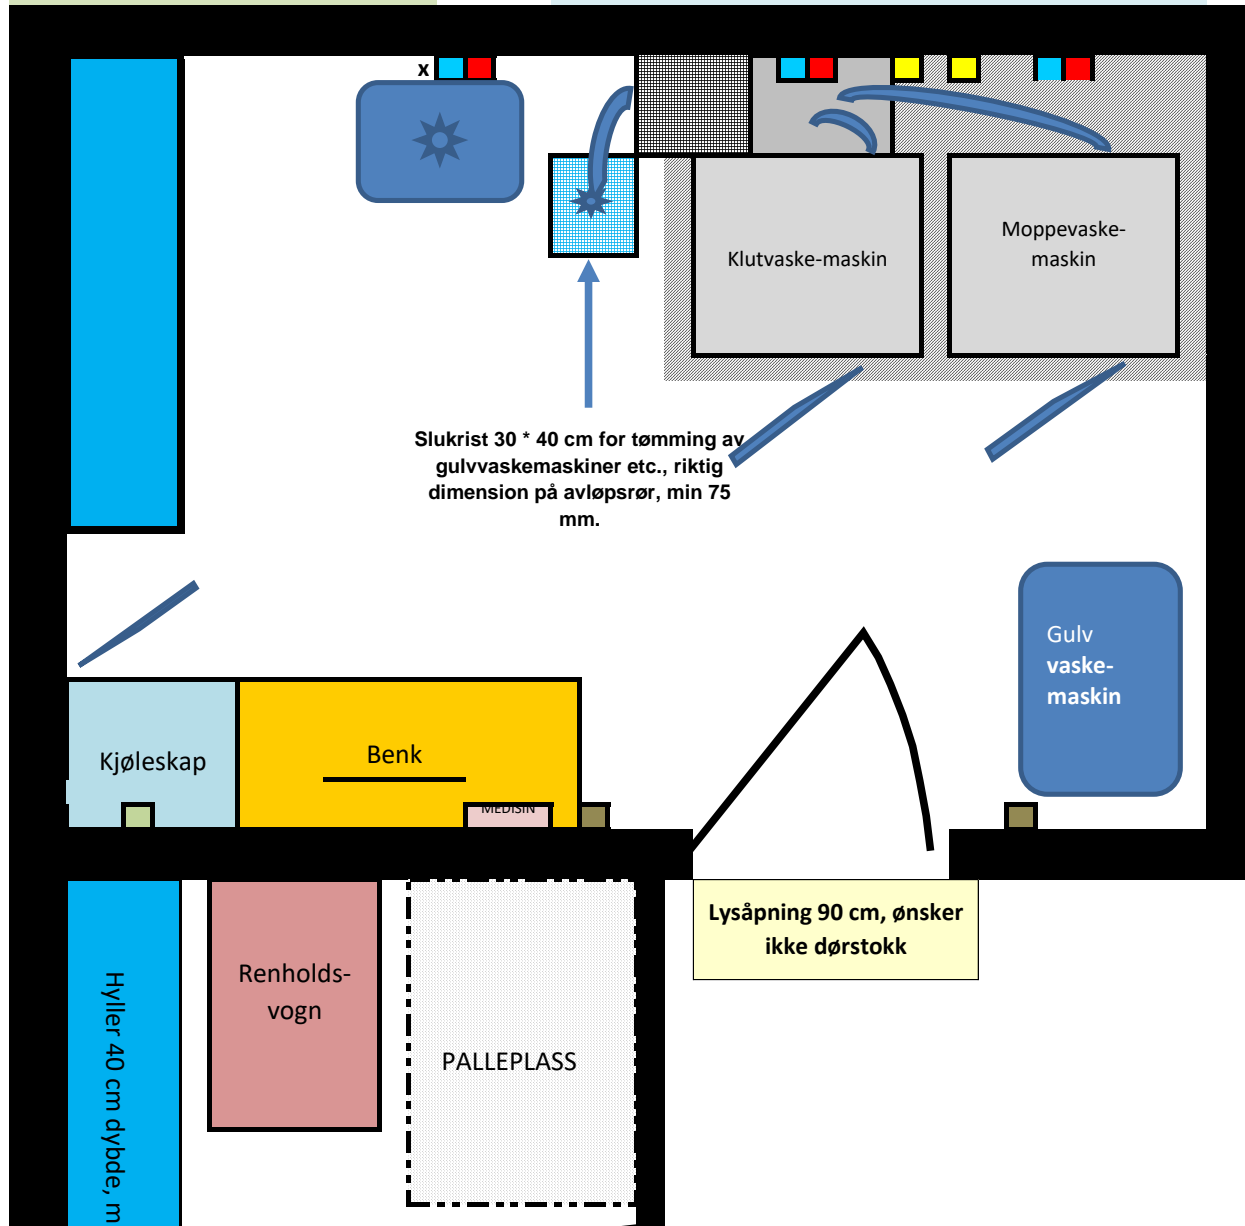 x
Klutvaske-maskin
Moppevaske-
maskin
Slukrist 30 * 40 cm for tømming av
gulvvaskemaskiner etc., riktig
dimension på avløpsrør, min 75
mm.
Gulv
vaske-
maskin
Kjøleskap
Benk
MEDISIN
Lysåpning 90 cm, ønsker
ikke dørstokk
Hyller 40 cm dybde, m
Renholds-
vogn
PALLEPLASS